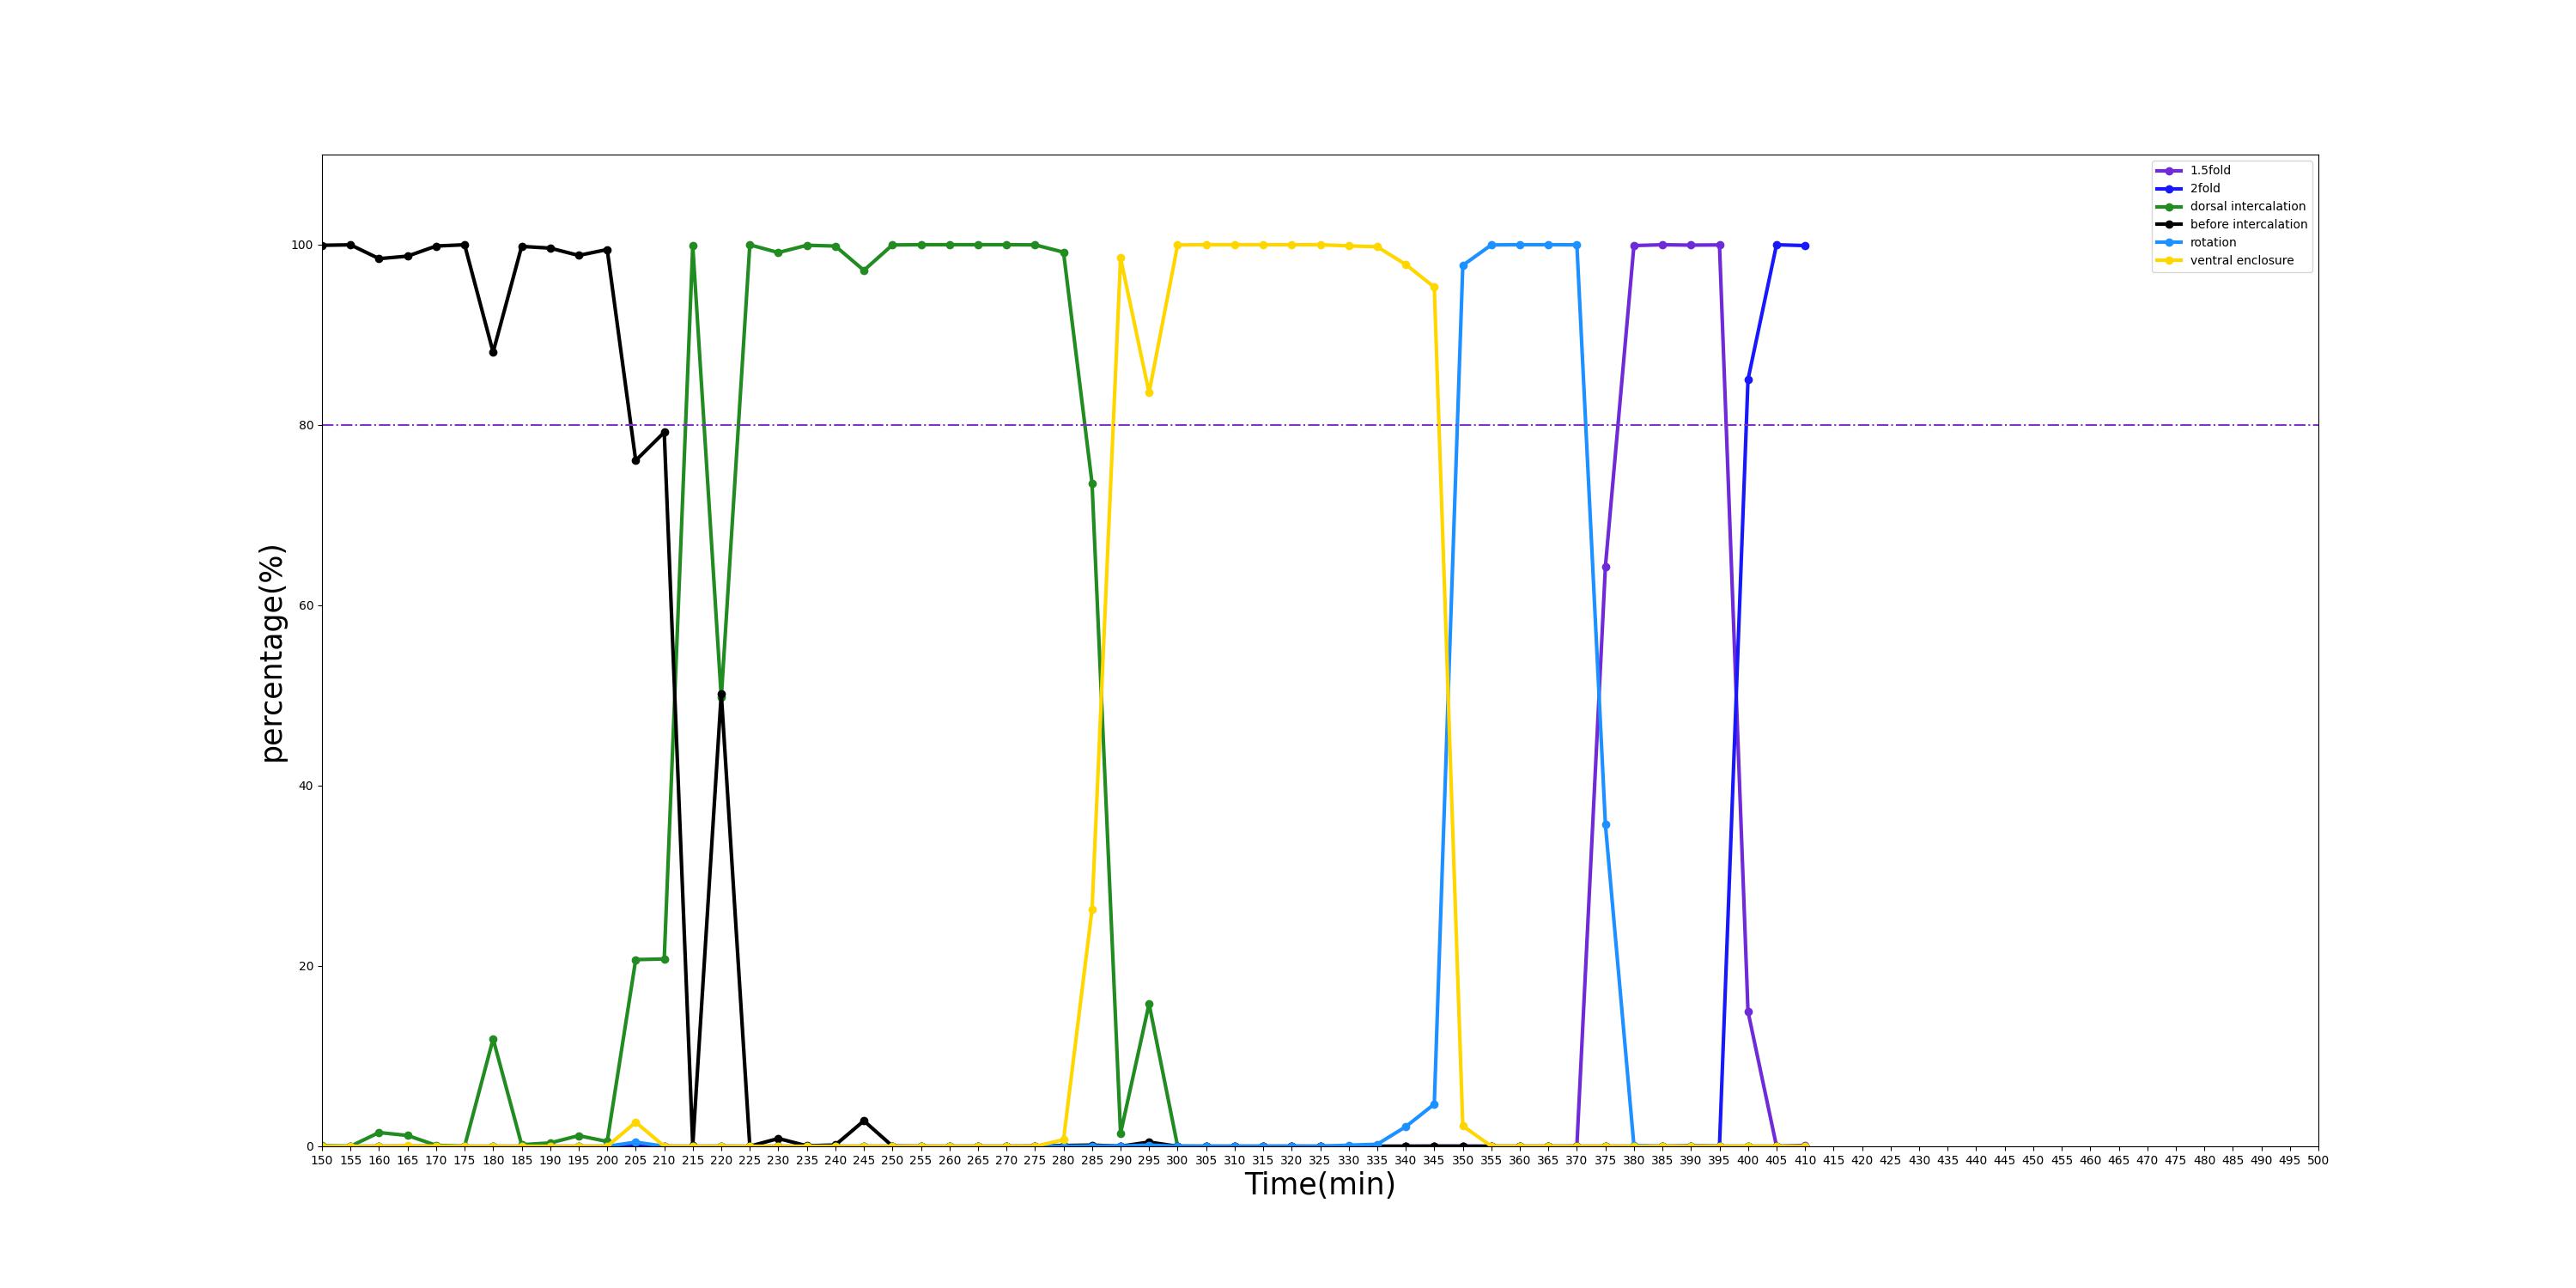 1.5fold
2fold
dorsal intercalation
before intercalation
rotation
ventral enclosure
100
80
60
40
20
0
percentage(%)
150 155 160 165 170 175 180 185 190 195 200 205 210 215 220 225 230 235 240 245 250 255 260 265 270 275 280 285 290 295 300 305 310 315 320 325 330 335 340 345 350 355 360 365 370 375 380 385 390 395 400 405 410 415 420 425 430 435 440 445 450 455 460 465 470 475 480 485 490 495 500
Time(min)